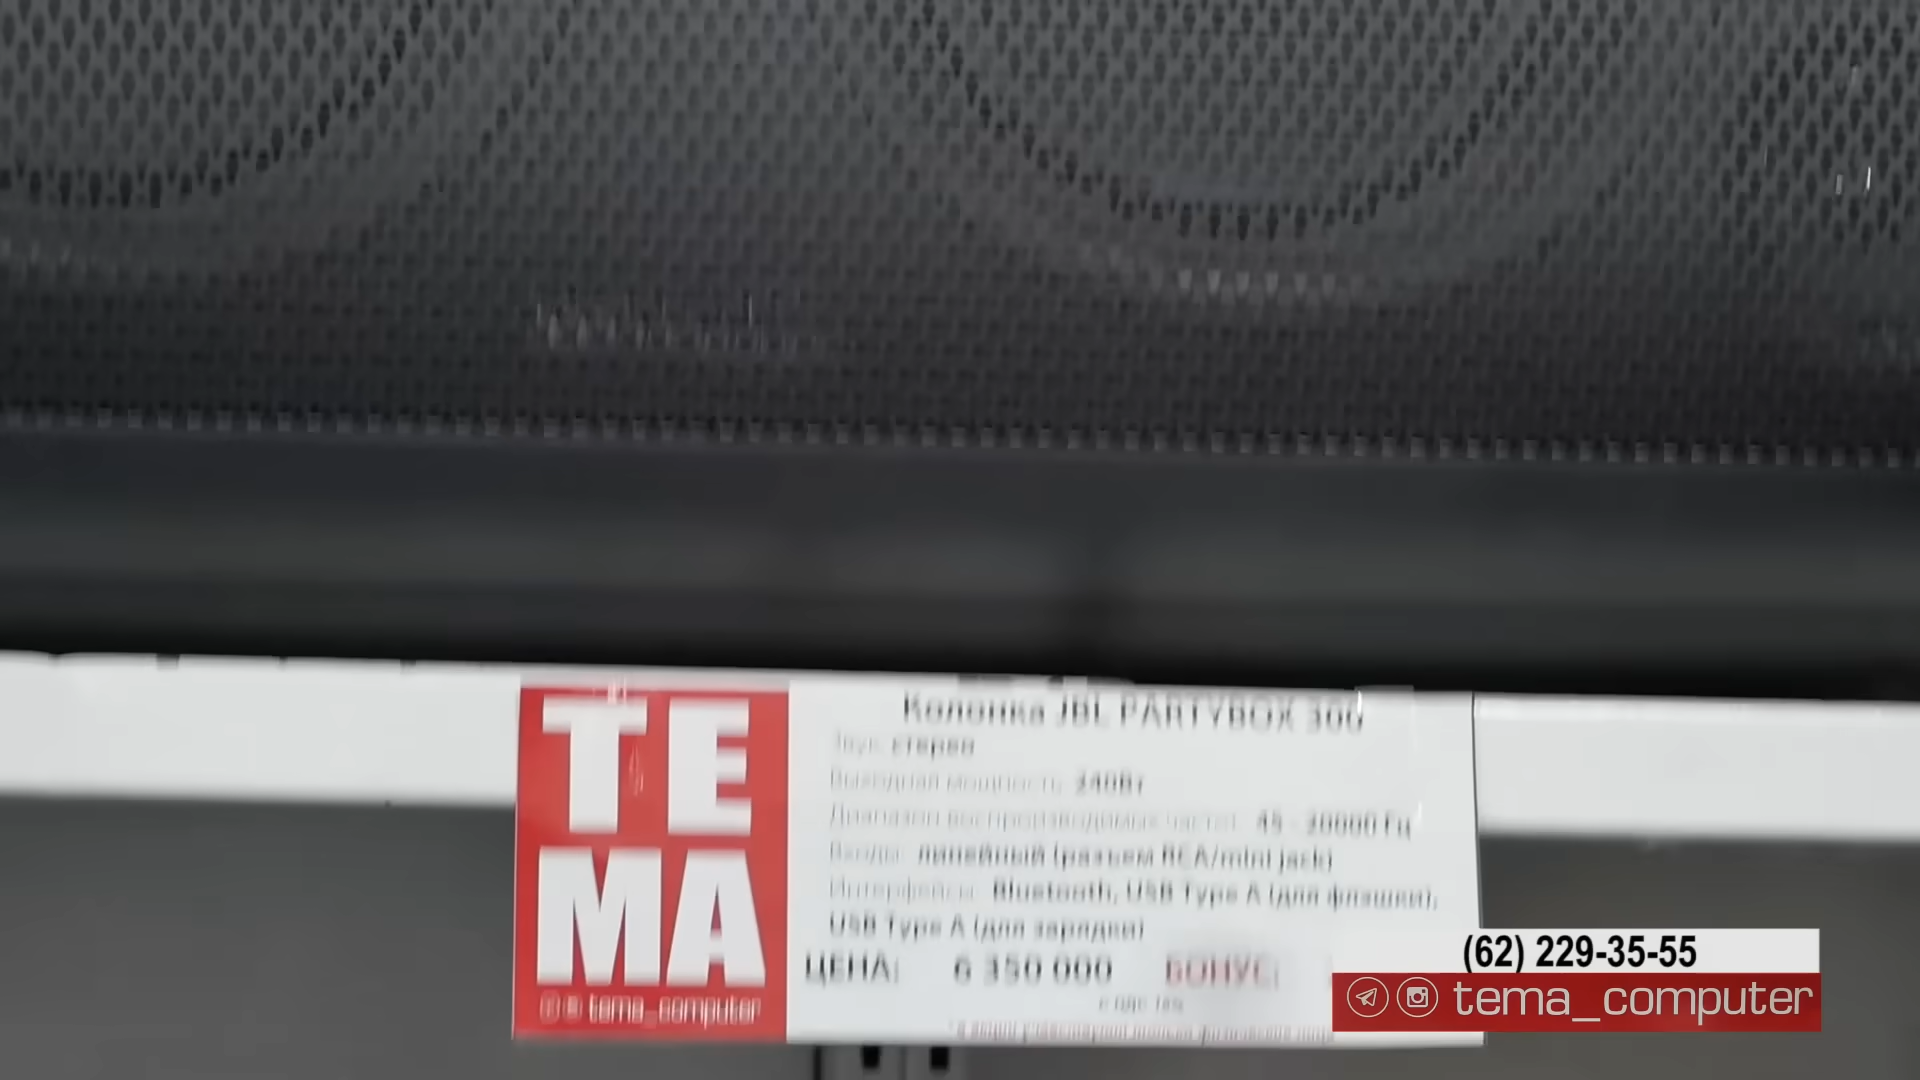 TE
MA
tema_computer
Колонка JBL PARTYBOX 300
Звук: стерео
Выходная мощность: 240Вт
Диапазон воспроизводимых частот: 45 - 20000 Гц
Входы: линейный (разъем RCA/mini jack)
Интерфейсы: Bluetooth, USB Type A (для флэшки),
USB Type A (для зарядки)
ЦЕНА: 6 350 000 БОНУС:
(62) 229-35-55
tema_computer